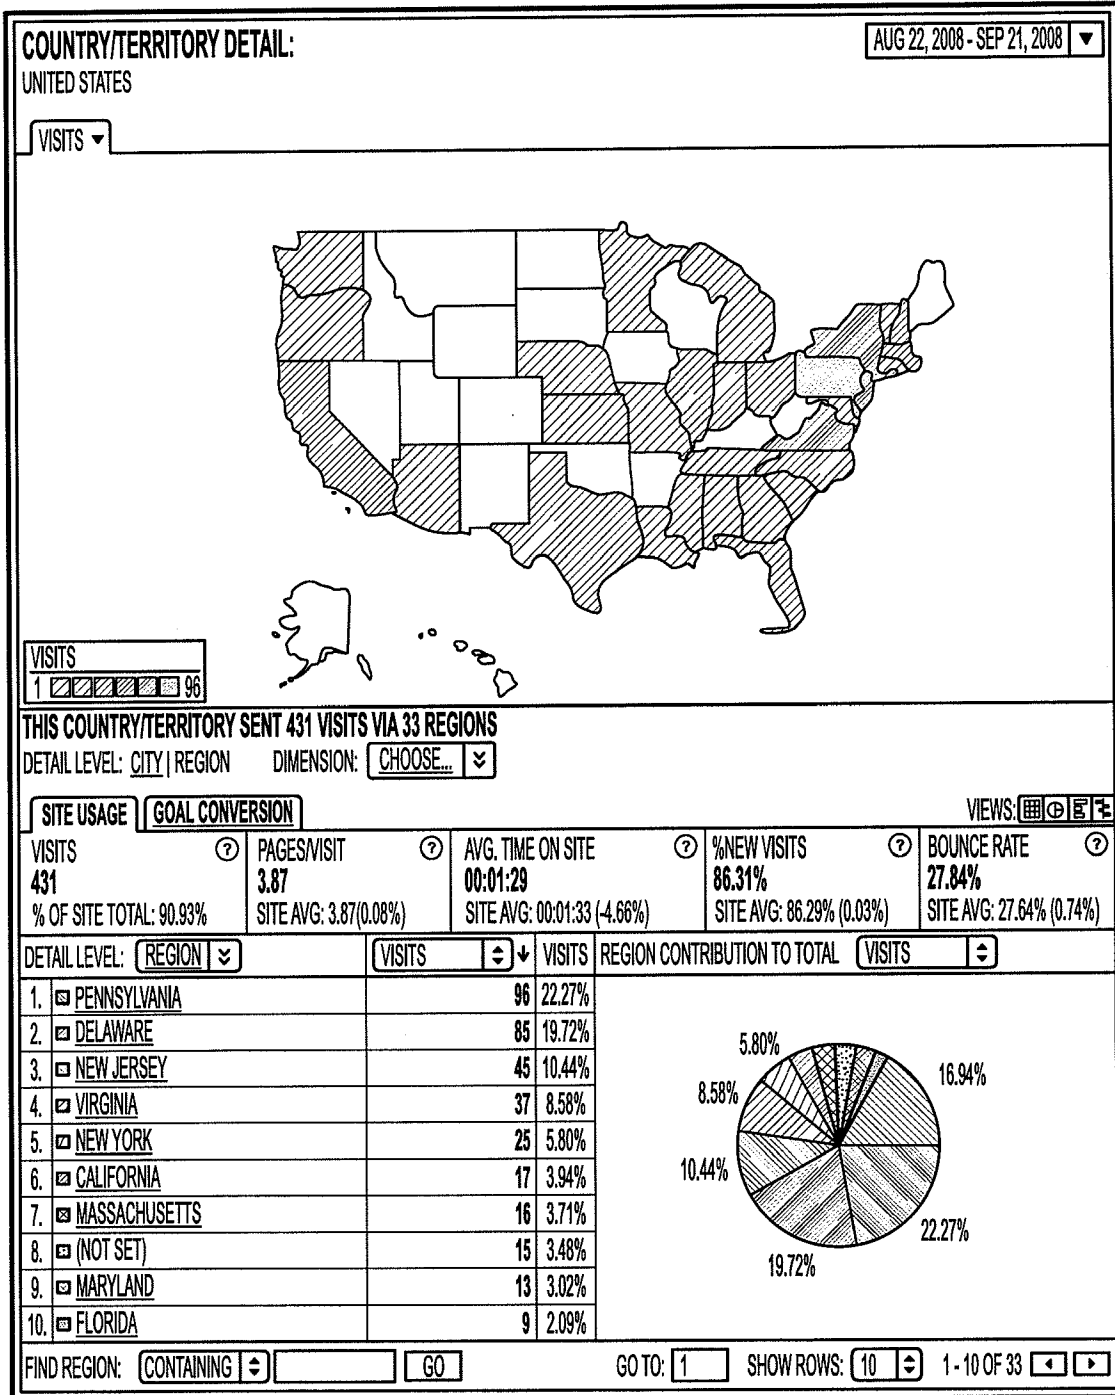 COUNTRY/TERRITORY DETAIL:
AUG 22, 2008 - SEP 21, 2008
UNITED STATES
VISITS
VISITS
1 96
THIS COUNTRY/TERRITORY SENT 431 VISITS VIA 33 REGIONS
DETAIL LEVEL: CITY | REGION DIMENSION: CHOOSE...
SITE USAGE GOAL CONVERSION VIEWS:
VISITS ? PAGES/VISIT ? AVG. TIME ON SITE ? %NEW VISITS ? BOUNCE RATE ?
431 3.87 00:01:29 86.31% 27.84%
% OF SITE TOTAL: 90.93% SITE AVG: 3.87(0.08%) SITE AVG: 00:01:33 (-4.66%) SITE AVG: 86.29% (0.03%) SITE AVG: 27.64% (0.74%)
DETAIL LEVEL: REGION VISITS VISITS REGION CONTRIBUTION TO TOTAL VISITS
1. PENNSYLVANIA 96 22.27%
2. DELAWARE 85 19.72%
3. NEW JERSEY 45 10.44%
4. VIRGINIA 37 8.58%
5. NEW YORK 25 5.80%
6. CALIFORNIA 17 3.94%
7. MASSACHUSETTS 16 3.71%
8. (NOT SET) 15 3.48%
9. MARYLAND 13 3.02%
10. FLORIDA 9 2.09%
5.80%
16.94%
8.58%
10.44%
22.27%
19.72%
FIND REGION: CONTAINING GO GO TO: 1 SHOW ROWS: 10 1 - 10 OF 33